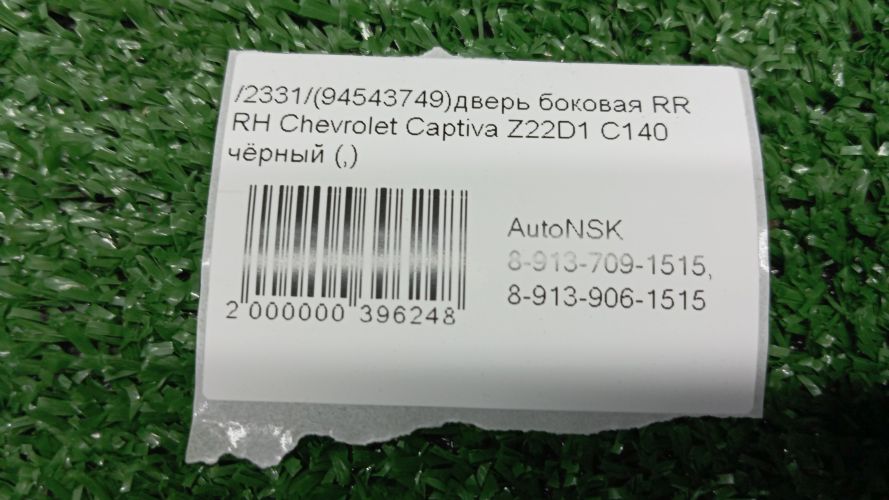 /2331/(94543749)дверь боковая RR
RH Chevrolet Captiva Z22D1 C140
чёрный (,)
AutoNSK
8-913-709-1515,
8-913-906-1515
2 000000 396248